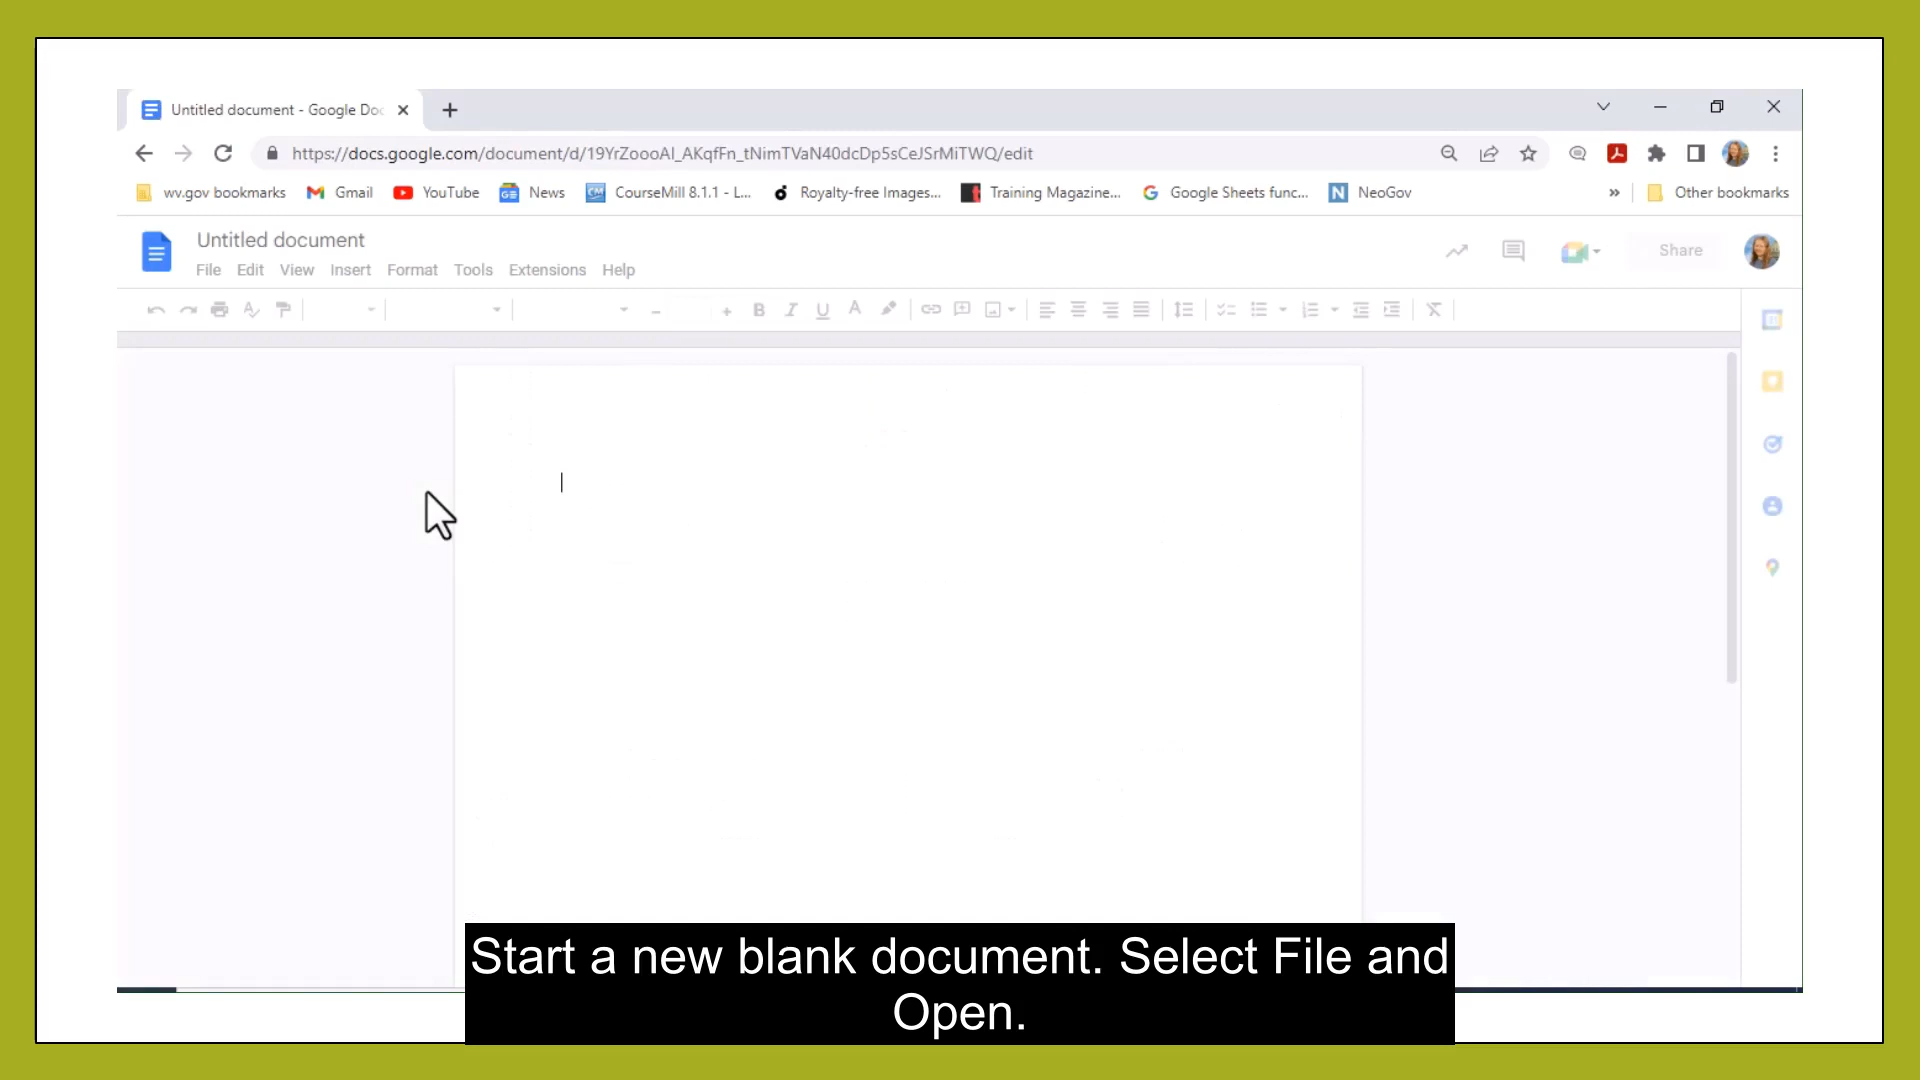 Untitled document - Google Doc
https://docs.google.com/document/d/19YrZoooAI_AKqfFn_tNimTVaN40dcDp5sCeJSrMiTWQ/edit
wv.gov bookmarks Gmail YouTube News CourseMill 8.1.1 - L... Royalty-free Images... Training Magazine... Google Sheets func... NeoGov » Other bookmarks
Untitled document
File Edit View Insert Format Tools Extensions Help
Share
Start a new blank document. Select File and
Open.